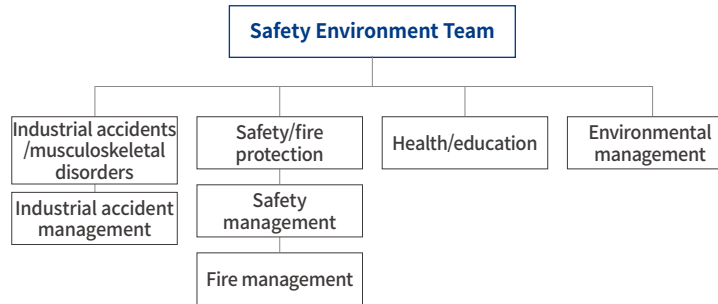 Safety Environment Team
Industrial accidents
/musculoskeletal
disorders
Industrial accident
management
Safety/fire
protection
Safety
management
Fire management
Health/education
Environmental
management